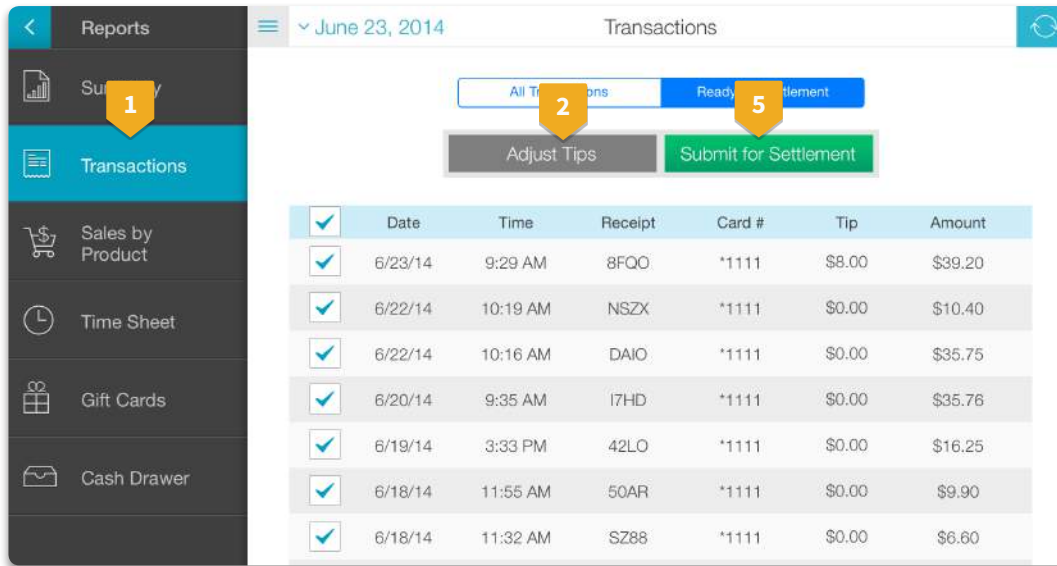 Reports
June 23, 2014
Transactions
1
2
5
Transactions
Adjust Tips
Submit for Settlement
Sales by
Product
Time Sheet
Gift Cards
Cash Drawer
Date Time Receipt Card # Tip Amount
6/23/14 9:29 AM 8FQO *1111 $8.00 $39.20
6/22/14 10:19 AM NSZX *1111 $0.00 $10.40
6/22/14 10:16 AM DAIO *1111 $0.00 $35.75
6/20/14 9:35 AM I7HD *1111 $0.00 $35.76
6/19/14 3:33 PM 42LO *1111 $0.00 $16.25
6/18/14 11:55 AM 50AR *1111 $0.00 $9.90
6/18/14 11:32 AM SZ88 *1111 $0.00 $6.60